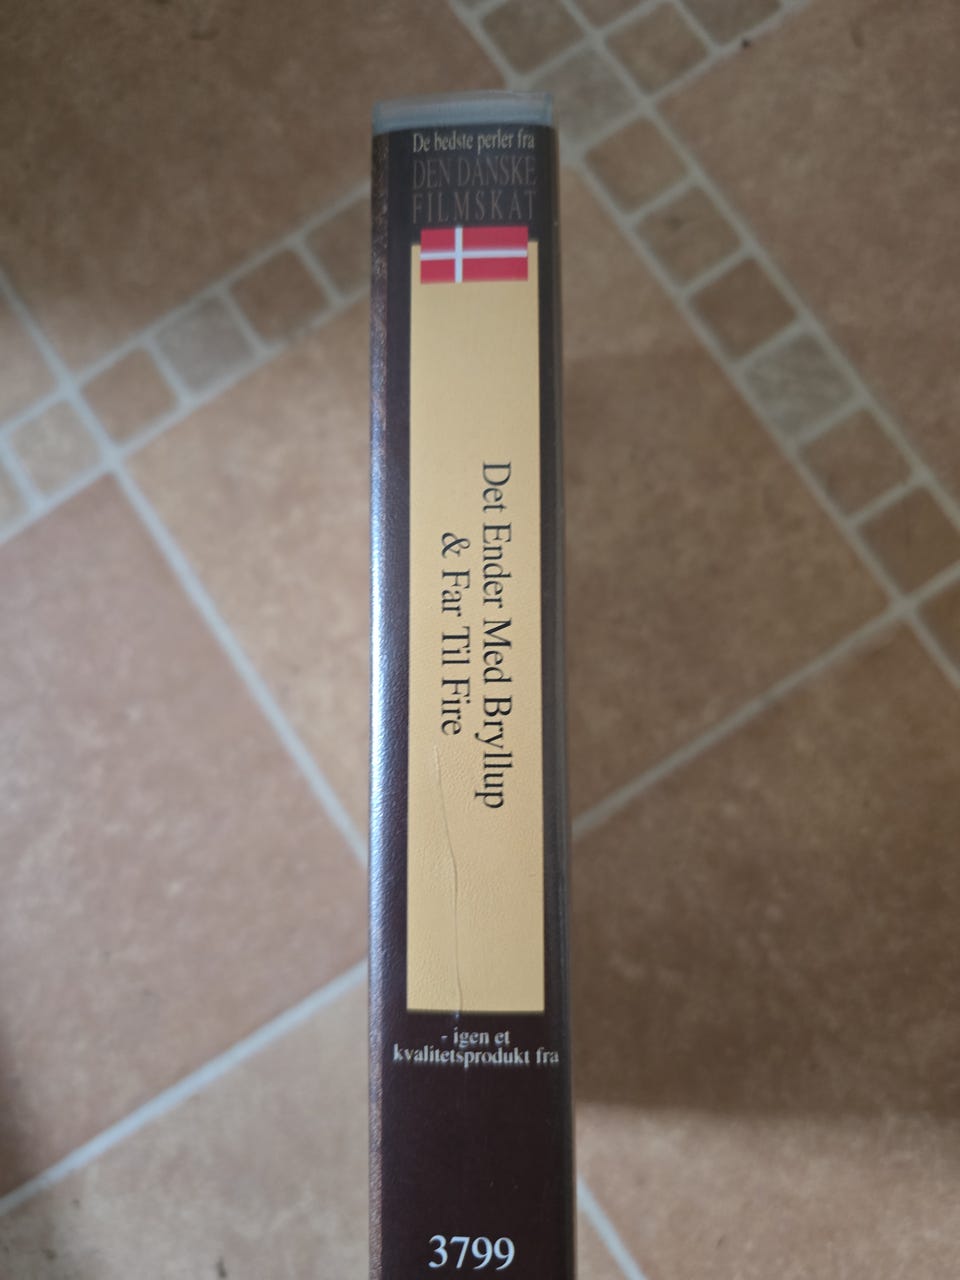 De bedste perler fra
DEN DANSKE
FILMSKAT
Det Ender Med Bryllup
& Far Til Fire
- igen et
kvalitetsprodukt fra
3799